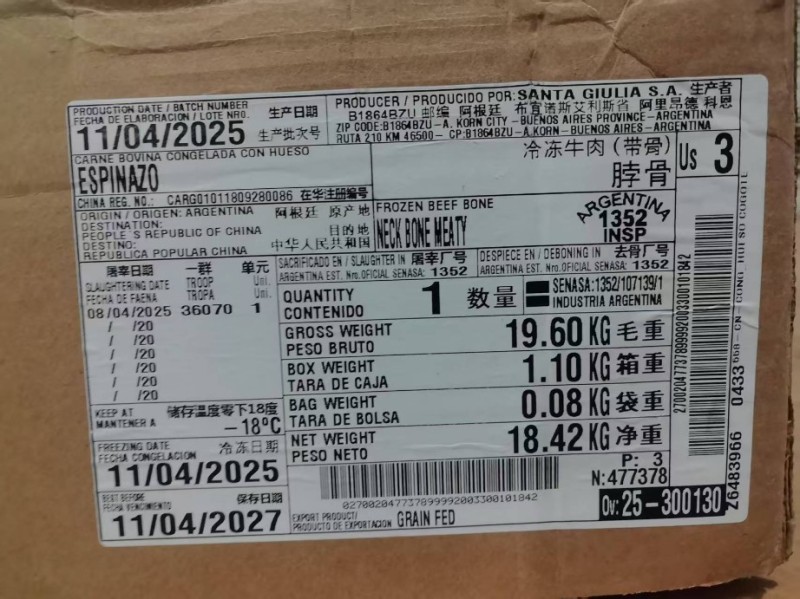 PRODUCTION DATE / BATCH NUMBER 生产日期
FECHA DE ELABORACION / LOTE NRO.
11/04/2025 生产批次号
PRODUCER / PRODUCIDO POR: SANTA GIULIA S.A. 生产者
B1864BZU 邮编 阿根廷 布宜诺斯艾利斯省 阿里昂德 科恩
ZIP CODE:B1864BZU - A. KORN CITY - BUENOS AIRES PROVINCE-ARGENTINA
RUTA 210 KM 46500 - CP:B1864BZU - A.KORN - BUENOS AIRES - ARGENTINA
CARNE BOVINA CONGELADA CON HUESO
ESPINAZO
冷冻牛肉 (带骨)
脖骨
Us 3
CHINA REG. NO.: CARG01011809280086 在华注册编号
ORIGIN / ORIGEN: ARGENTINA 阿根廷 原产地
DESTINATION: 目的地
PEOPLE`S REPUBLIC OF CHINA
DESTINO: 中华人民共和国
REPUBLICA POPULAR CHINA
FROZEN BEEF BONE
NECK BONE MEATY
ARGENTINA
1352
INSP
屠宰日期 一群 单元
SLAUGHTERING DATE TROOP Uni.
FECHA DE FAENA TROPA Uni.
08/04/2025 36070 1
/ /20
/ /20
/ /20
/ /20
/ /20
/ /20
SACRIFICADO EN / SLAUGHTER IN 屠宰厂号
ARGENTINA EST. Nro.OFICIAL SENASA: 1352
DESPIECE EN / DEBONING IN 去骨厂号
ARGENTINA EST. Nro.OFICIAL SENASA: 1352
QUANTITY
CONTENIDO 1 数量
SENASA:1352/107139/1
INDUSTRIA ARGENTINA
GROSS WEIGHT
PESO BRUTO 19.60 KG 毛重
BOX WEIGHT
TARA DE CAJA 1.10 KG 箱重
BAG WEIGHT
TARA DE BOLSA 0.08 KG 袋重
NET WEIGHT
PESO NETO 18.42 KG 净重
KEEP AT 储存温度零下18度
MANTENER A -18°C
FREEZING DATE 冷冻日期
FECHA CONGELACION
11/04/2025
BEST BEFORE 保存日期
FECHA VENCIMIENTO
11/04/2027
P: 3
N:477378
027002047737899992003300101842
EXPORT PRODUCT/
PRODUCTO DE EXPORTACION GRAIN FED
Ov: 25-300130
2700204773789999200330010184​2
Z6483966 0433